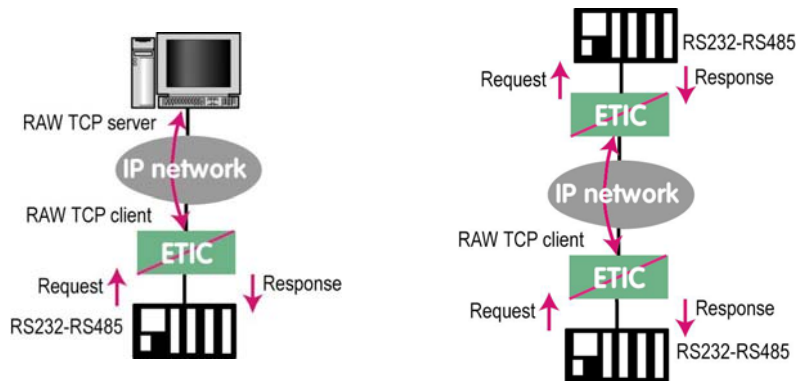 RAW TCP server
IP network
RAW TCP client
ETIC
Request
Response
RS232-RS485
RS232-RS485
Request
Response
ETIC
IP network
RAW TCP client
ETIC
Request
Response
RS232-RS485